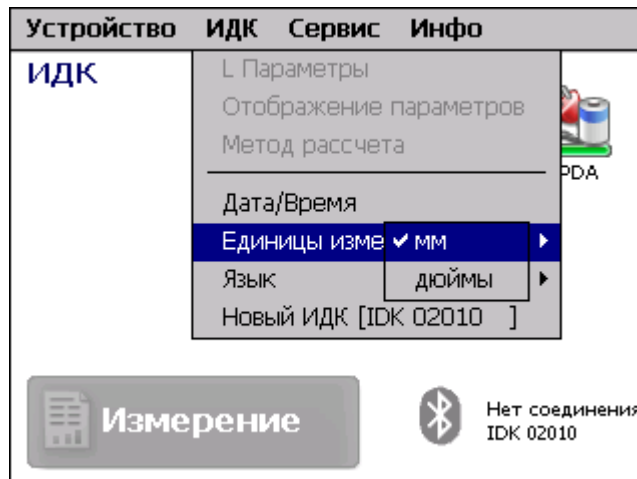 Устройство ИДК Сервис Инфо
ИДК
L Параметры
Отображение параметров
Метод рассчета
PDA
Дата/Время
Единицы изме
мм
Язык
дюймы
Новый ИДК [IDK 02010 ]
Измерение
Нет соединения
IDK 02010